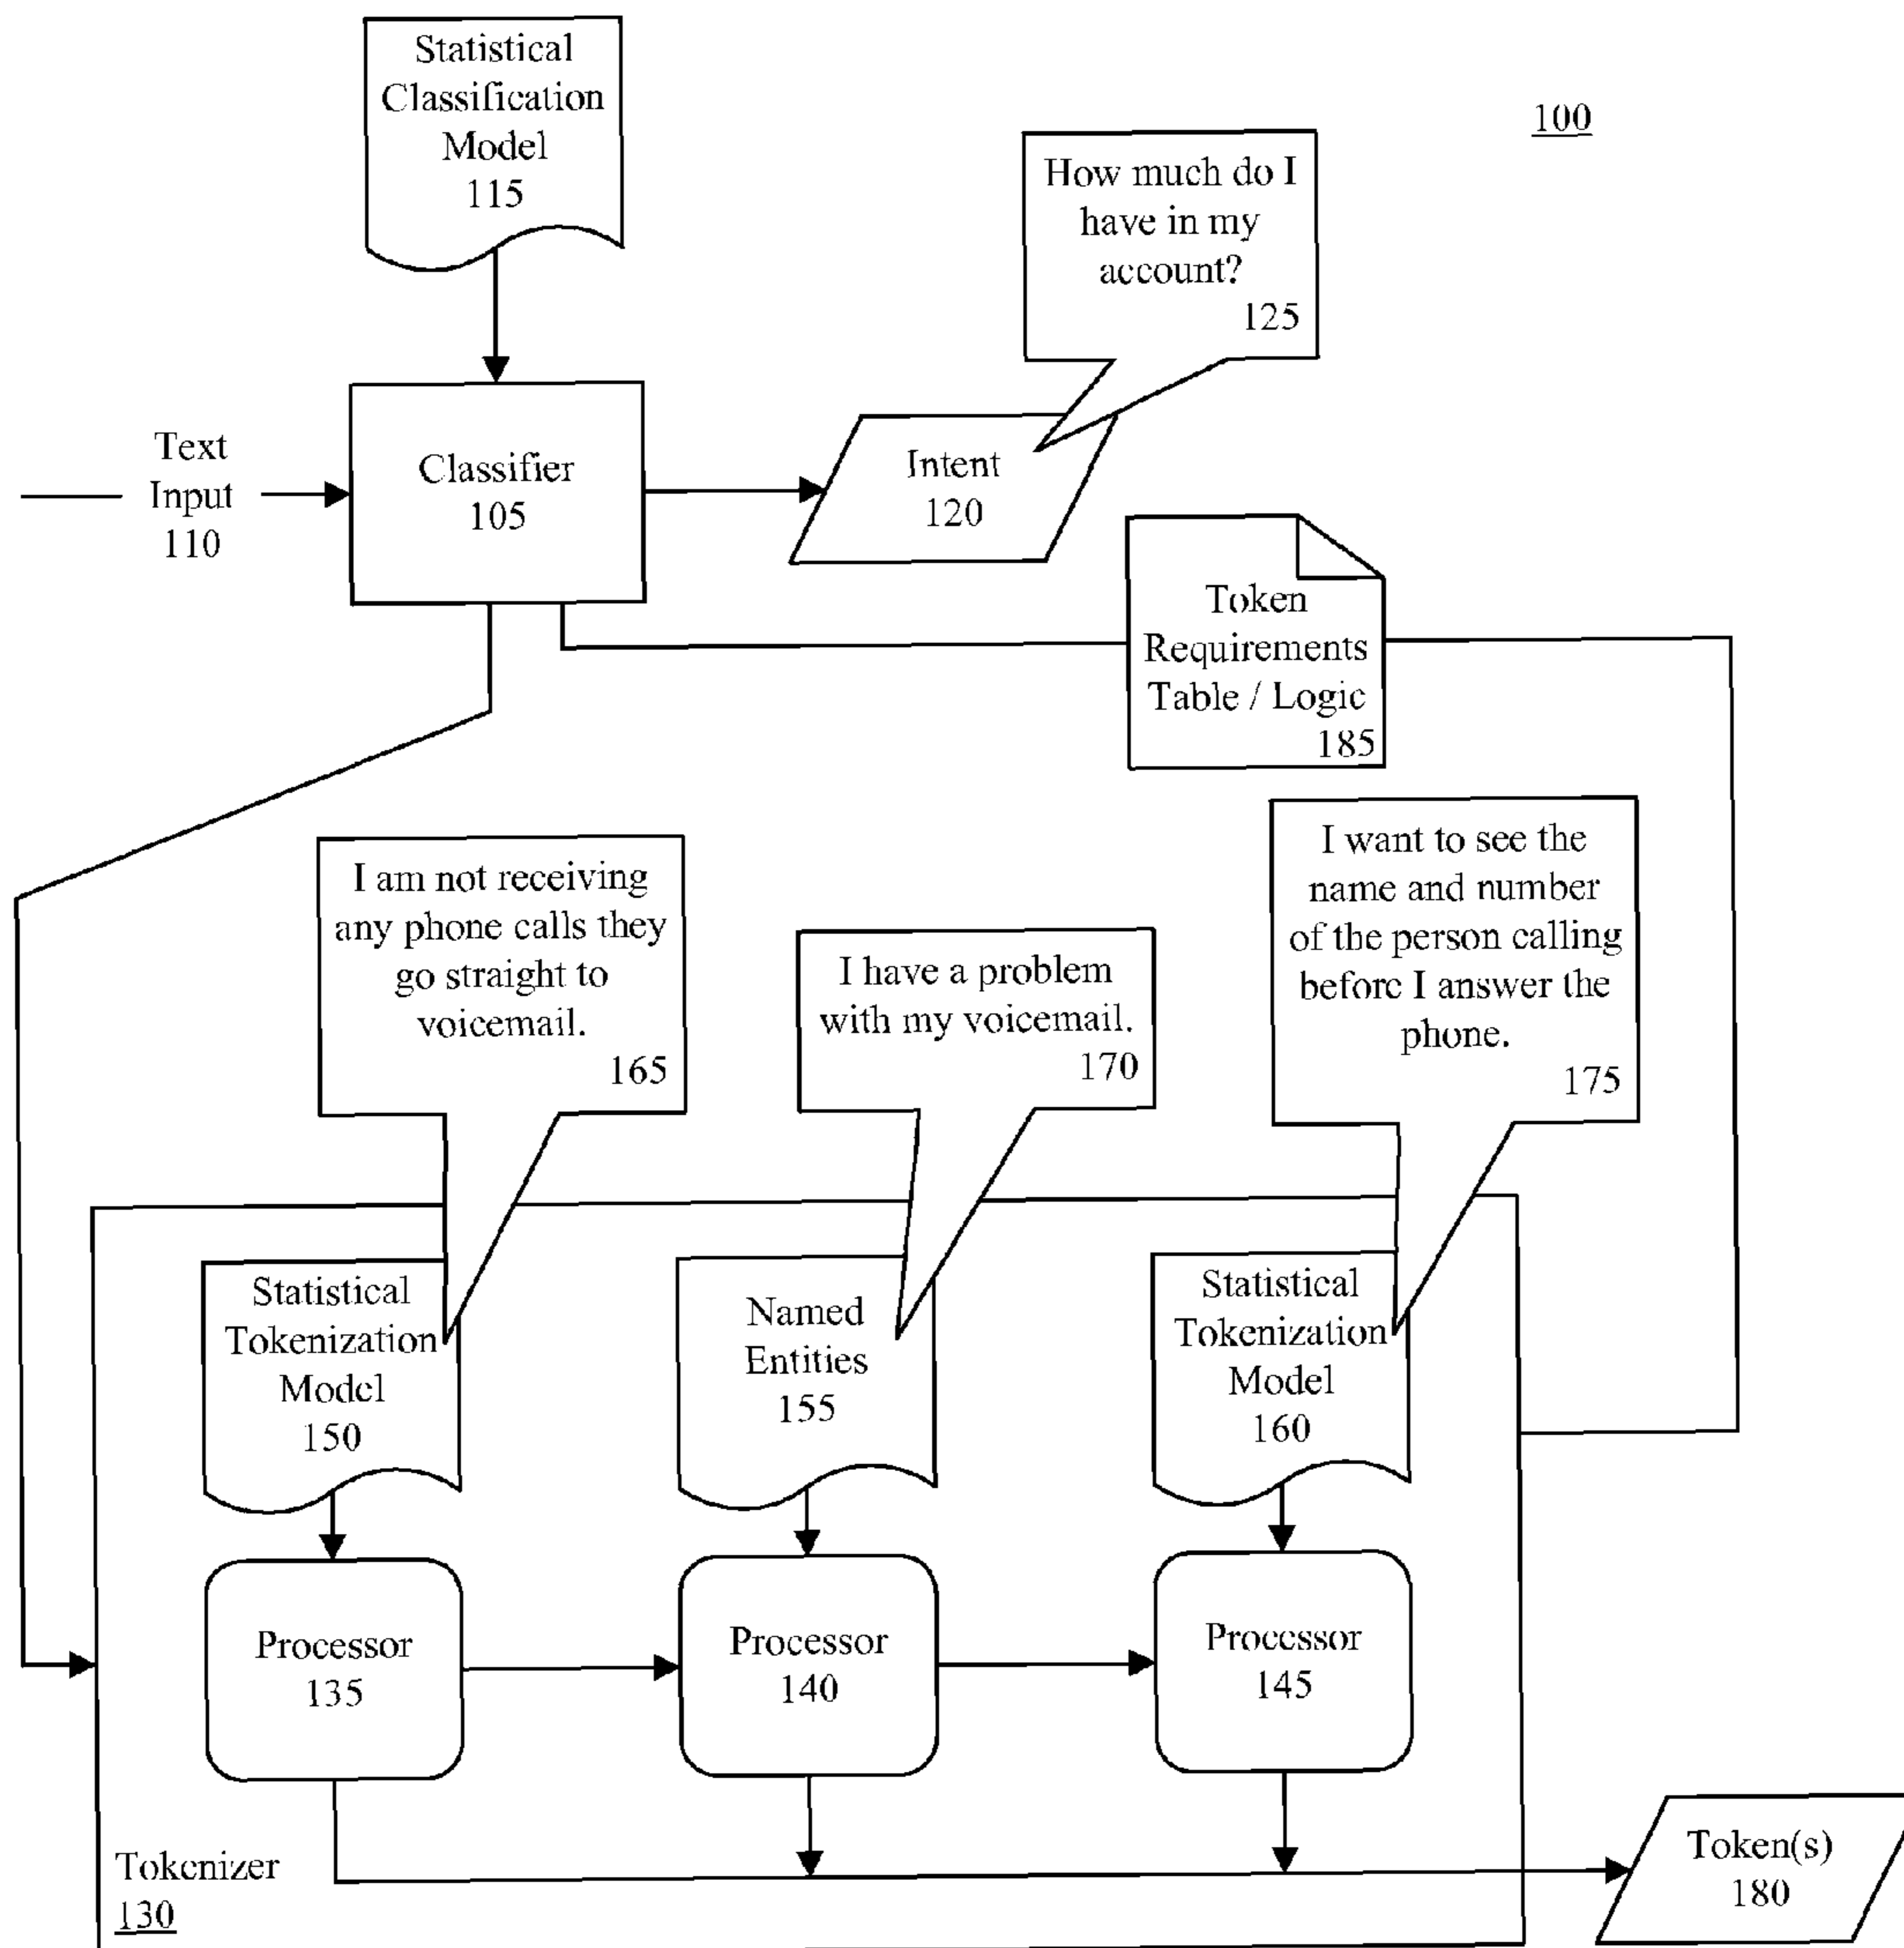 Statistical
Classification
Model
115
100
How much do I
have in my
account?
125
Text
Input
110
Classifier
105
Intent
120
Token
Requirements
Table / Logic
185
I am not receiving
any phone calls they
go straight to
voicemail.
165
I have a problem
with my voicemail.
170
I want to see the
name and number
of the person calling
before I answer the
phone.
175
Statistical
Tokenization
Model
150
Named
Entities
155
Statistical
Tokenization
Model
160
Processor
135
Processor
140
Processor
145
Tokenizer
130
Token(s)
180